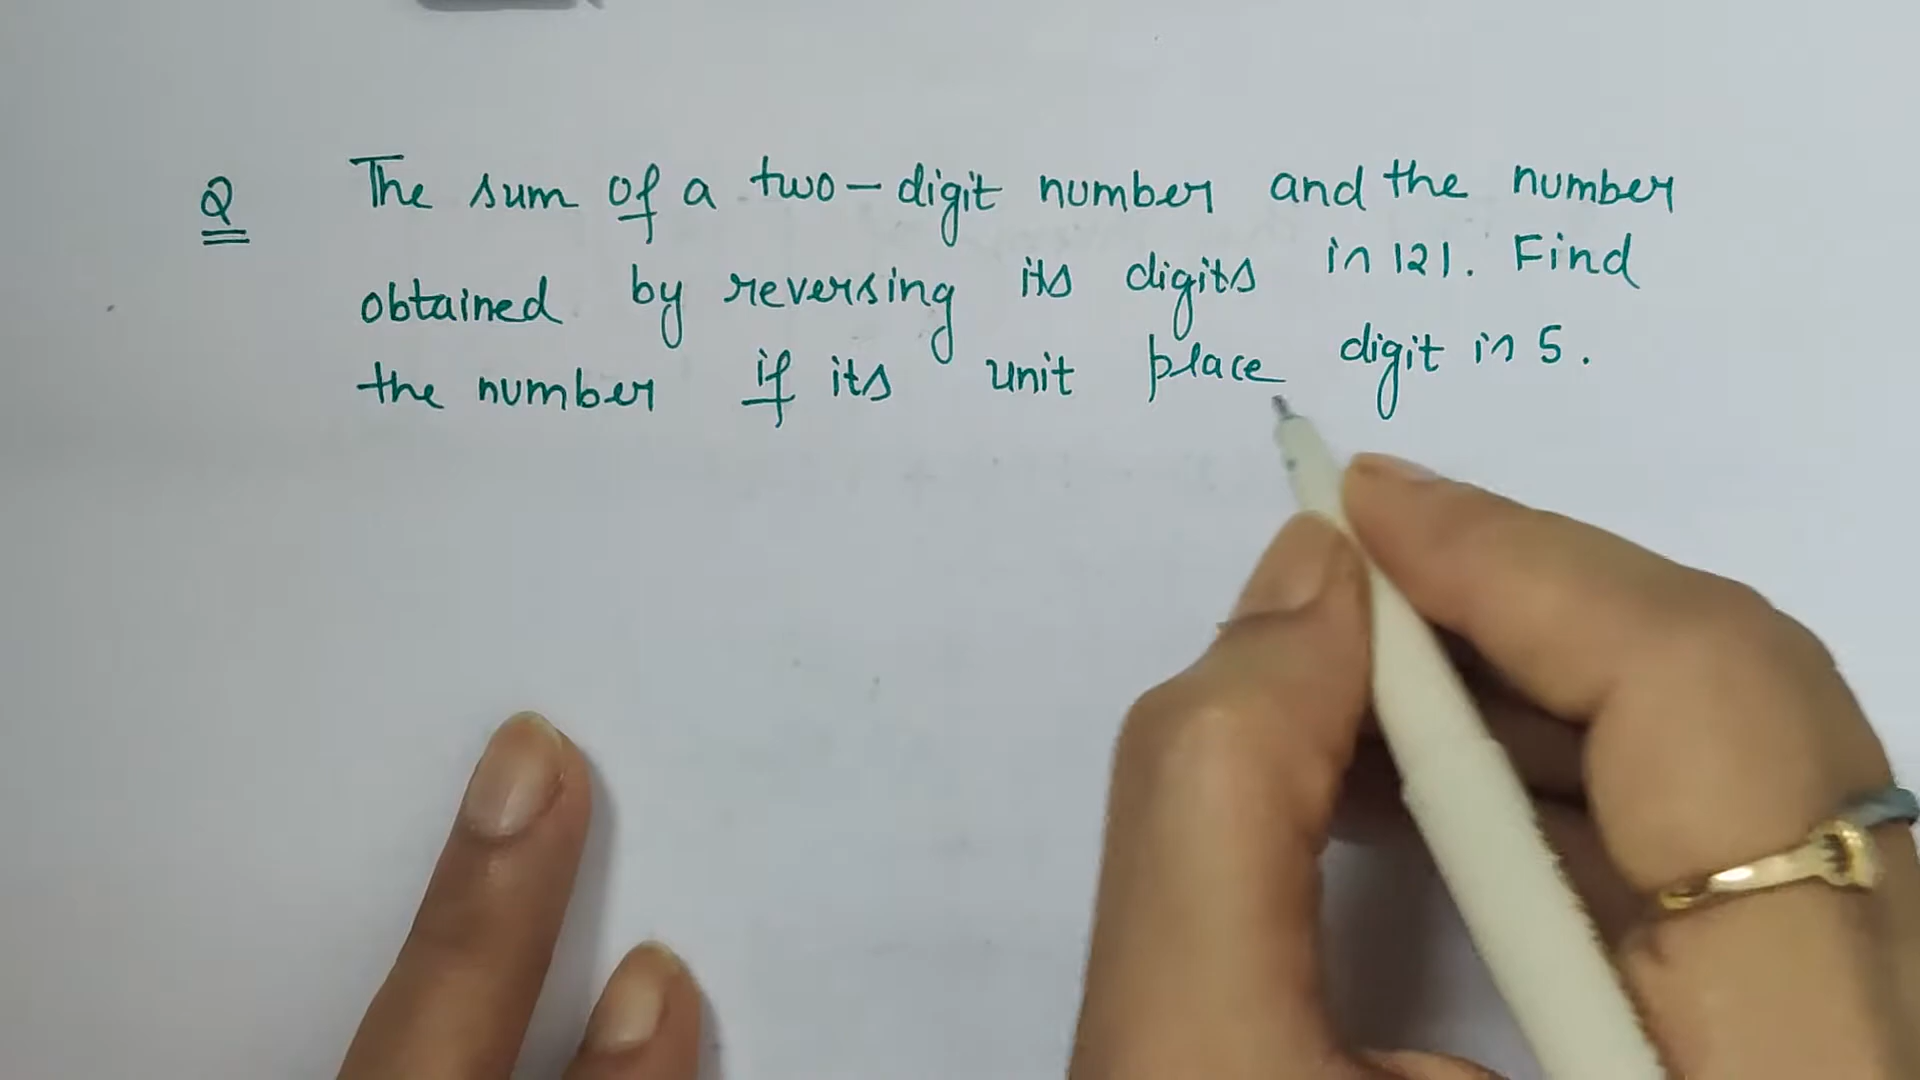 Q The sum of a two-digit number and the number
obtained by reversing its digits is 121. Find
the number if its unit place digit is 5.